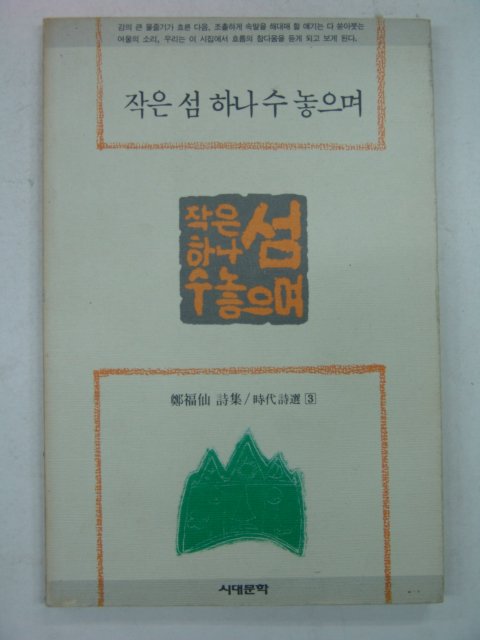 강의 큰 물줄기가 흐른 다음, 조촐하게 속말을 해대며 할 얘기는 다 쏟아붓는
여울의 소리, 우리는 이 시집에서 흐름의 참다움을 듣게 되고 보게 된다.
작은 섬 하나 수 놓으며
작은 섬
하나
수 놓으며
鄭福仙 詩集/時代詩選 3
시대문학